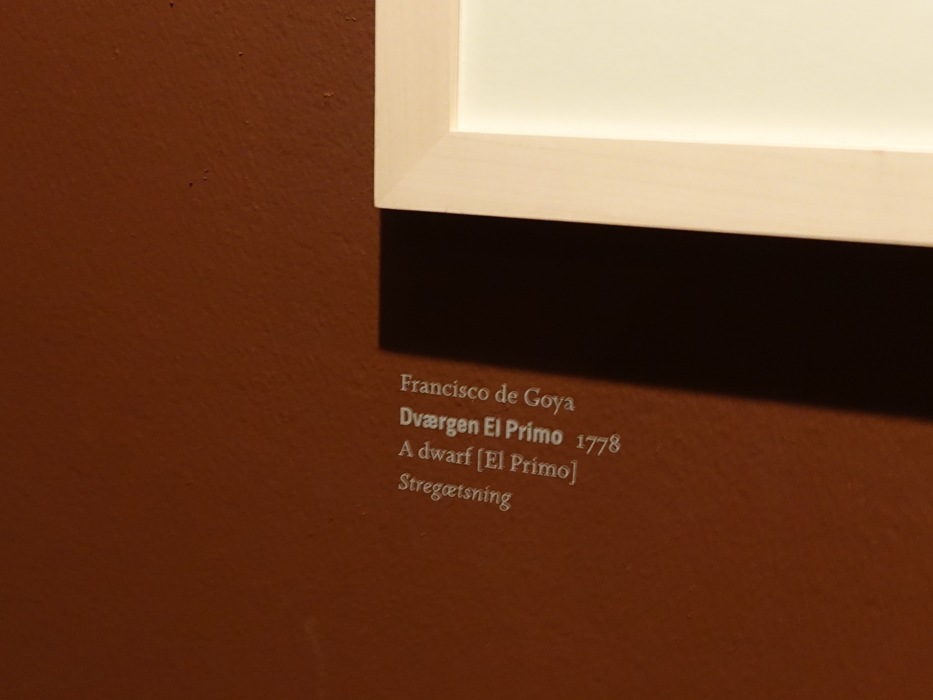 Francisco de Goya
Dværgen El Primo 1778
A dwarf [El Primo]
Stregætsning